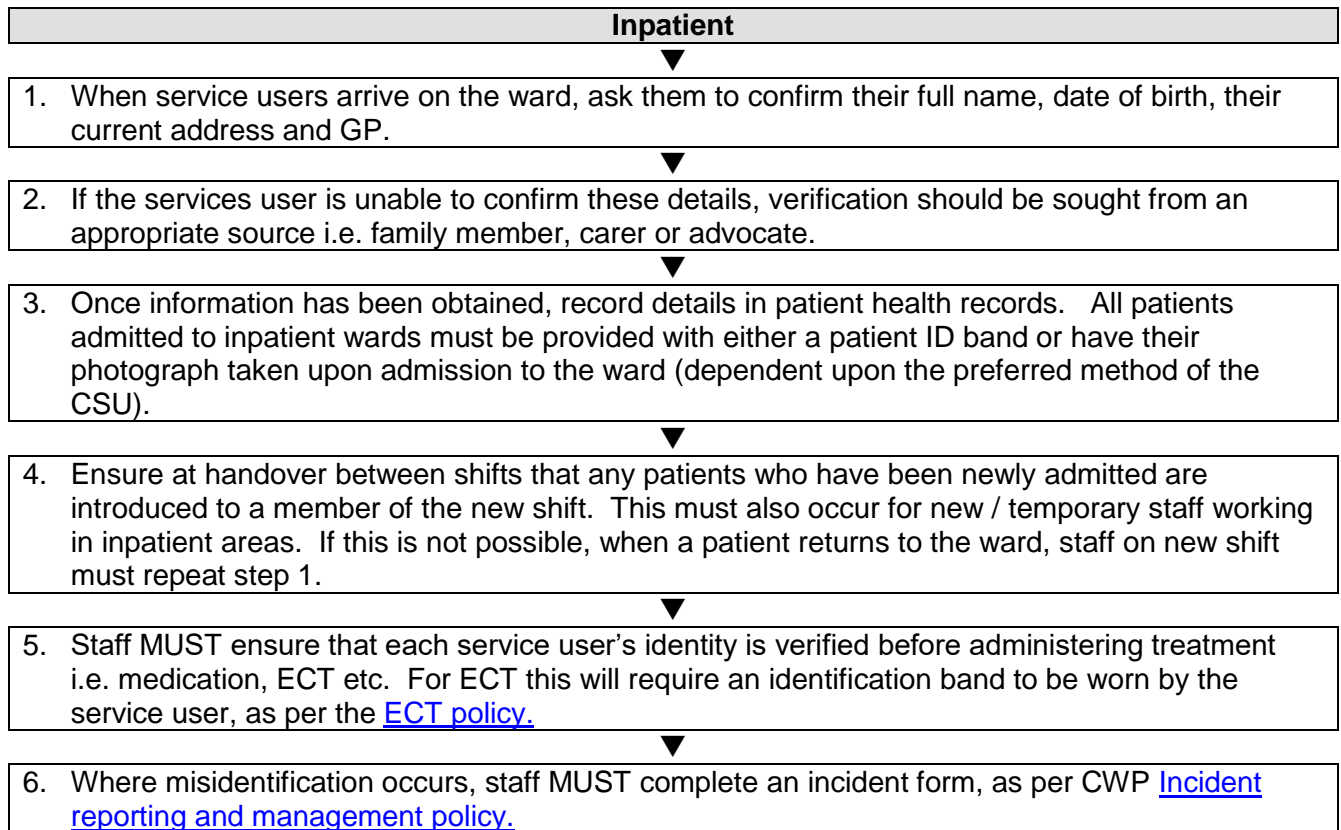 Inpatient
▼
1. When service users arrive on the ward, ask them to confirm their full name, date of birth, their
current address and GP.
▼
2. If the services user is unable to confirm these details, verification should be sought from an
appropriate source i.e. family member, carer or advocate.
▼
3. Once information has been obtained, record details in patient health records. All patients
admitted to inpatient wards must be provided with either a patient ID band or have their
photograph taken upon admission to the ward (dependent upon the preferred method of the
CSU).
▼
4. Ensure at handover between shifts that any patients who have been newly admitted are
introduced to a member of the new shift. This must also occur for new / temporary staff working
in inpatient areas. If this is not possible, when a patient returns to the ward, staff on new shift
must repeat step 1.
▼
5. Staff MUST ensure that each service user's identity is verified before administering treatment
i.e. medication, ECT etc. For ECT this will require an identification band to be worn by the
service user, as per the ECT policy.
▼
6. Where misidentification occurs, staff MUST complete an incident form, as per CWP Incident
reporting and management policy.